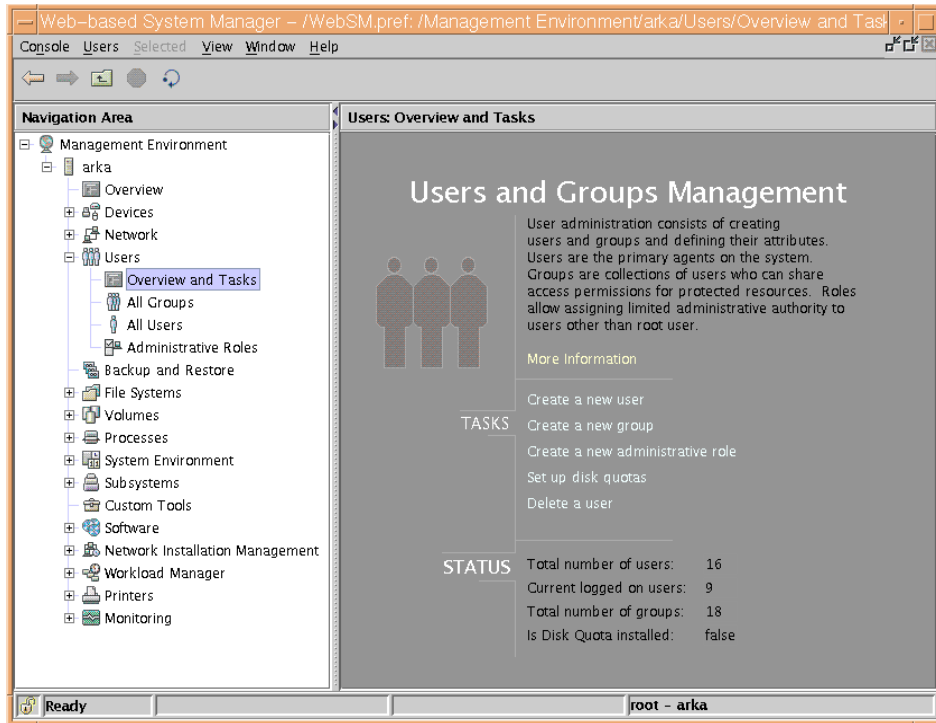 Web-based System Manager - /WebSM.pref: /Management Environment/arka/Users/Overview and Tas
Console Users Selected View Window Help
Navigation Area
Management Environment
arka
Overview
Devices
Network
Users
Overview and Tasks
All Groups
All Users
Administrative Roles
Backup and Restore
File Systems
Volumes
Processes
System Environment
Subsystems
Custom Tools
Software
Network Installation Management
Workload Manager
Printers
Monitoring
Users: Overview and Tasks
Users and Groups Management
User administration consists of creating
users and groups and defining their attributes.
Users are the primary agents on the system.
Groups are collections of users who can share
access permissions for protected resources. Roles
allow assigning limited administrative authority to
users other than root user.
More Information
TASKS
Create a new user
Create a new group
Create a new administrative role
Set up disk quotas
Delete a user
STATUS
Total number of users: 16
Current logged on users: 9
Total number of groups: 18
Is Disk Quota installed: false
Ready
root - arka